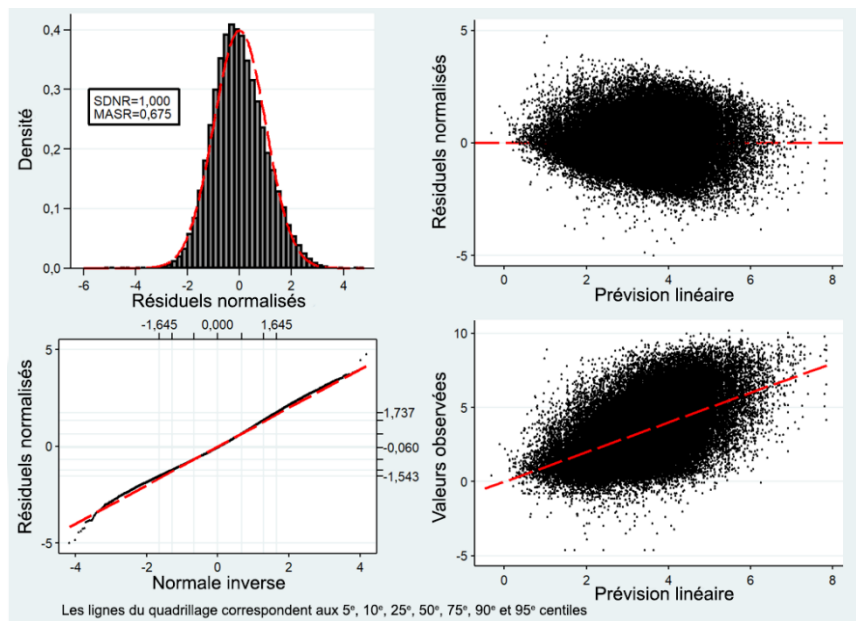 Densité
0,4
0,3
0,2
0,1
0,0
SDNR=1,000
MASR=0,675
-6 -4 -2 0 2 4
Résiduels normalisés
Résiduels normalisés
5
0
-5
0 2 4 6 8
Prévision linéaire
-1,645 0,000 1,645
Résiduels normalisés
5
0
-5
1,737
-0,060
-1,543
-4 -2 0 2 4
Normale inverse
Valeurs observées
10
5
0
-5
0 2 4 6 8
Prévision linéaire
Les lignes du quadrillage correspondent aux 5ᵉ, 10ᵉ, 25ᵉ, 50ᵉ, 75ᵉ, 90ᵉ et 95ᵉ centiles